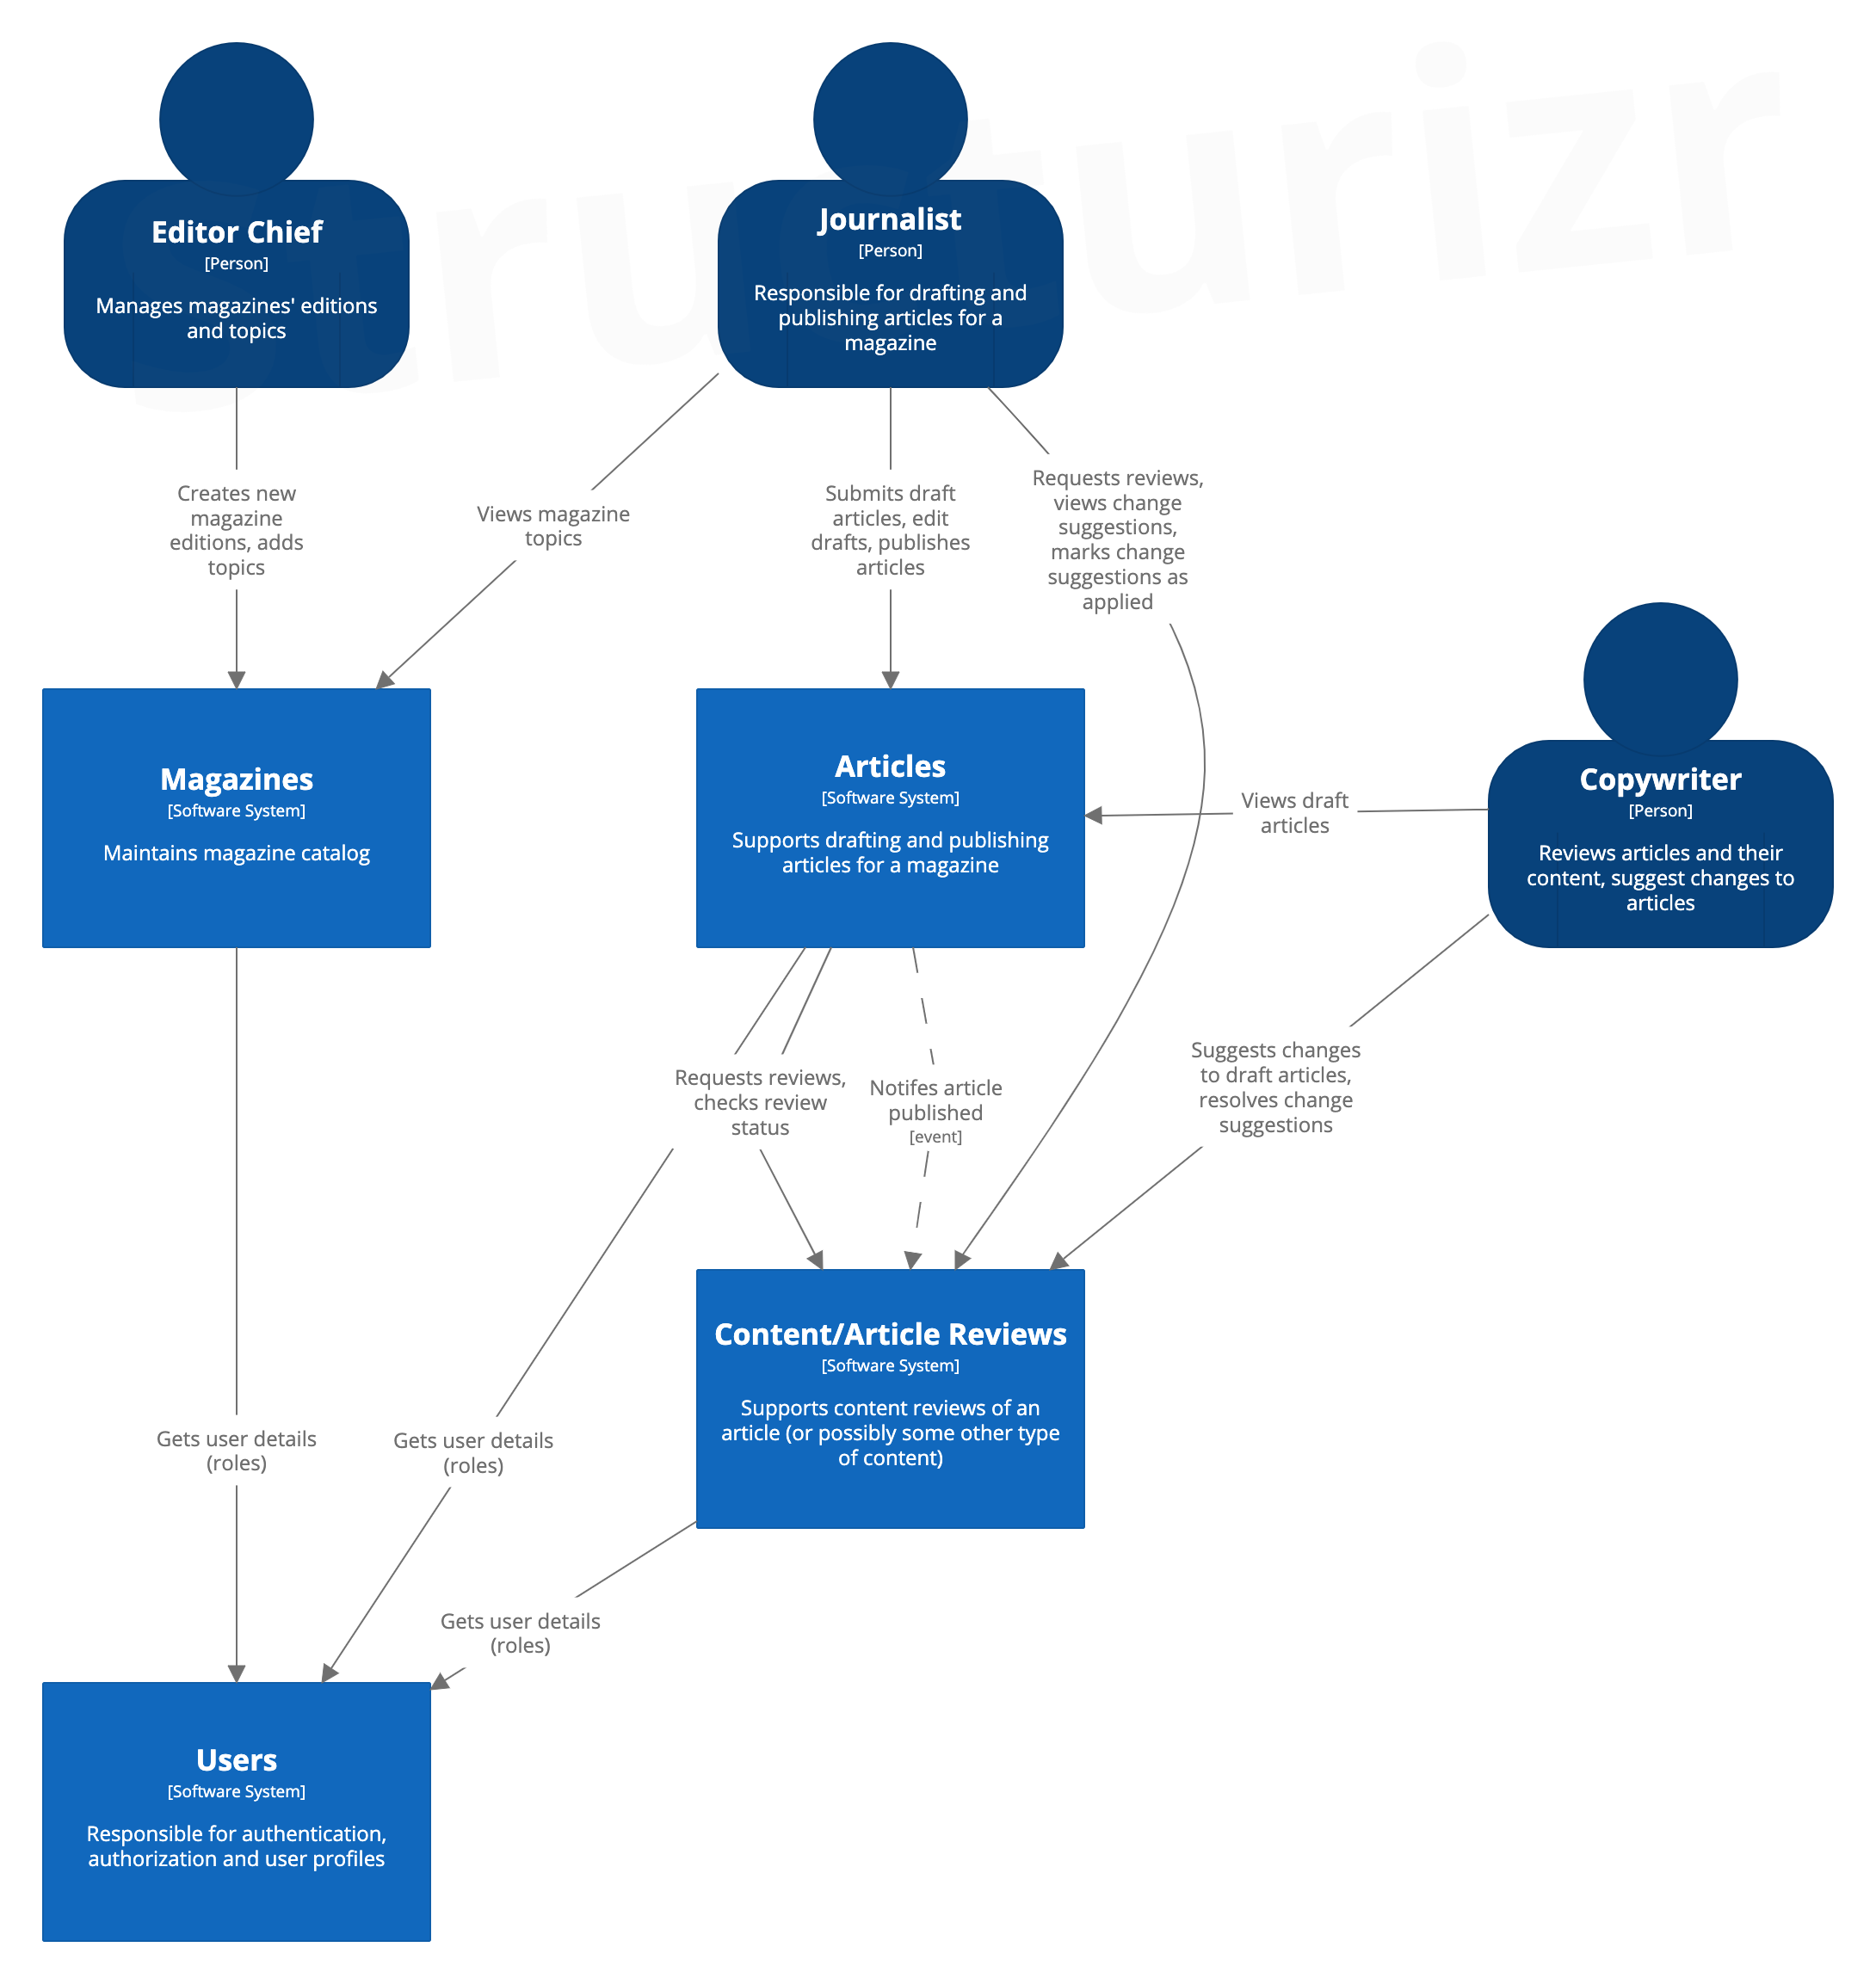 Structurizr
Editor Chief
[Person]
Manages magazines' editions
and topics
Journalist
[Person]
Responsible for drafting and
publishing articles for a
magazine
Creates new
magazine
editions, adds
topics
Views magazine
topics
Submits draft
articles, edit
drafts, publishes
articles
Requests reviews,
views change
suggestions,
marks change
suggestions as
applied
Magazines
[Software System]
Maintains magazine catalog
Articles
[Software System]
Supports drafting and publishing
articles for a magazine
Views draft
articles
Copywriter
[Person]
Reviews articles and their
content, suggest changes to
articles
Requests reviews,
checks review
status
Notifes article
published
[event]
Suggests changes
to draft articles,
resolves change
suggestions
Content/Article Reviews
[Software System]
Supports content reviews of an
article (or possibly some other type
of content)
Gets user details
(roles)
Gets user details
(roles)
Gets user details
(roles)
Users
[Software System]
Responsible for authentication,
authorization and user profiles